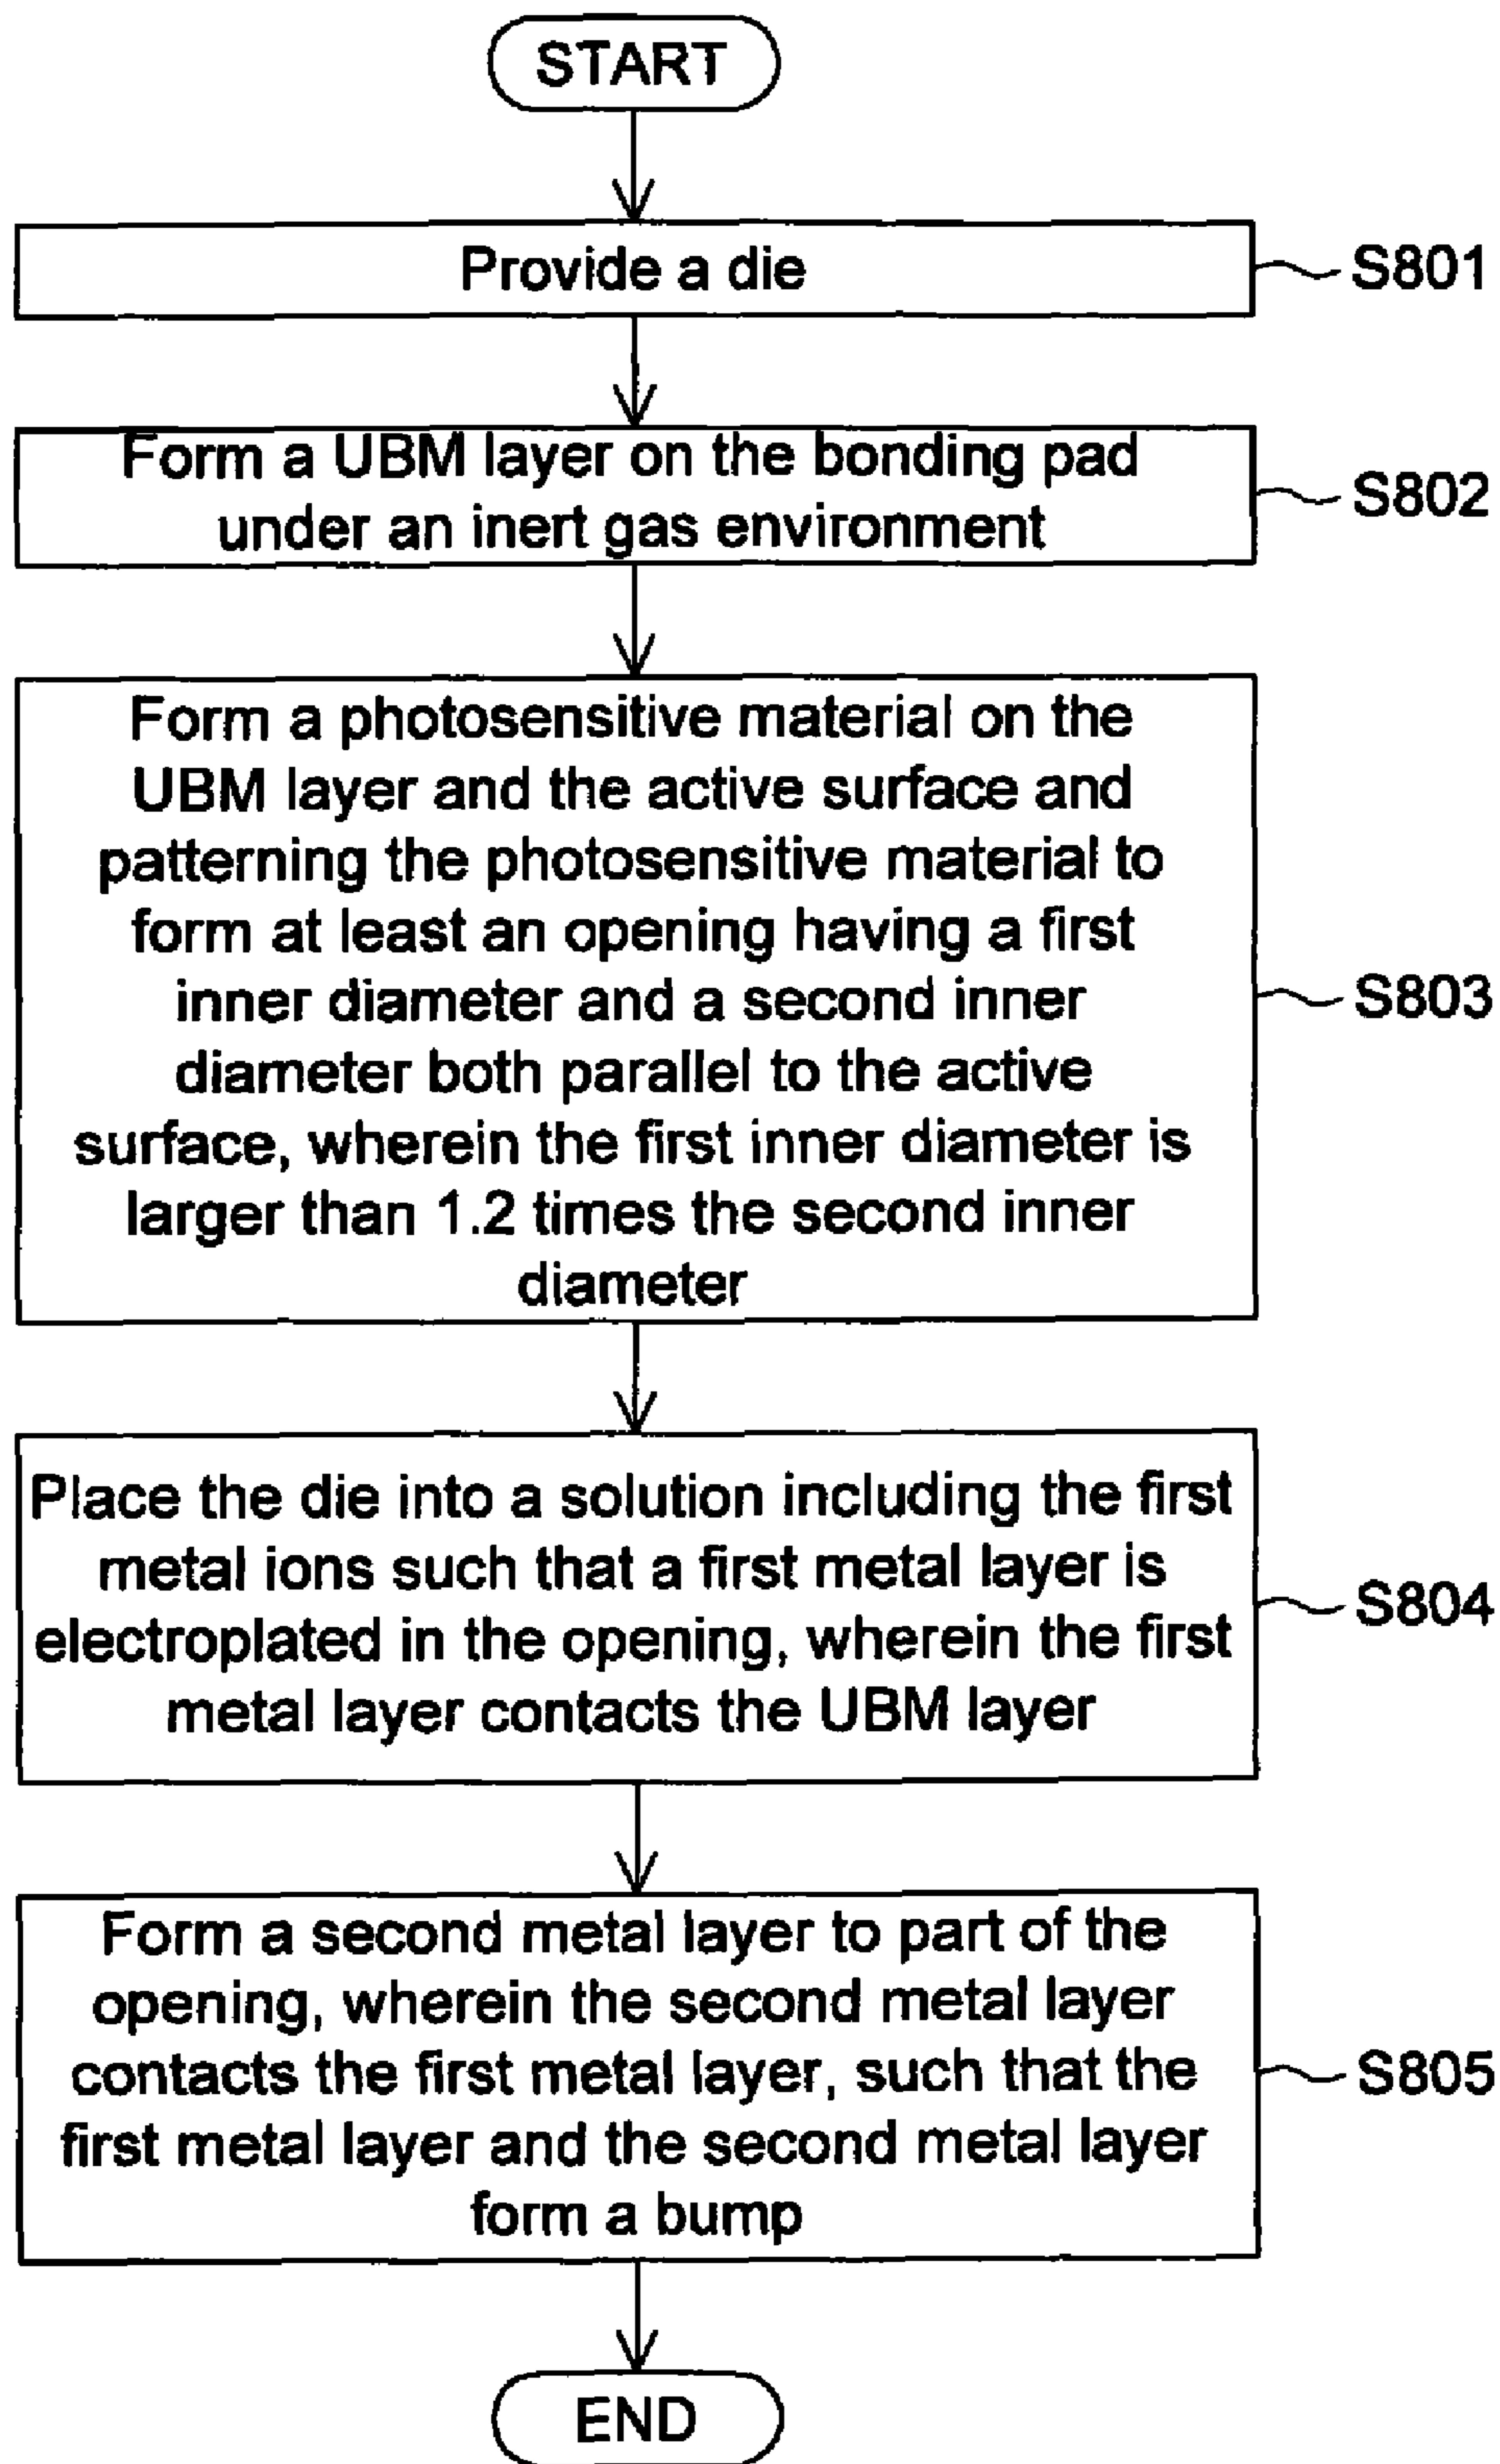 START
Provide a die
S801
Form a UBM layer on the bonding pad
under an inert gas environment
S802
Form a photosensitive material on the
UBM layer and the active surface and
patterning the photosensitive material to
form at least an opening having a first
inner diameter and a second inner
diameter both parallel to the active
surface, wherein the first inner diameter is
larger than 1.2 times the second inner
diameter
S803
Place the die into a solution including the first
metal ions such that a first metal layer is
electroplated in the opening, wherein the first
metal layer contacts the UBM layer
S804
Form a second metal layer to part of the
opening, wherein the second metal layer
contacts the first metal layer, such that the
first metal layer and the second metal layer
form a bump
S805
END